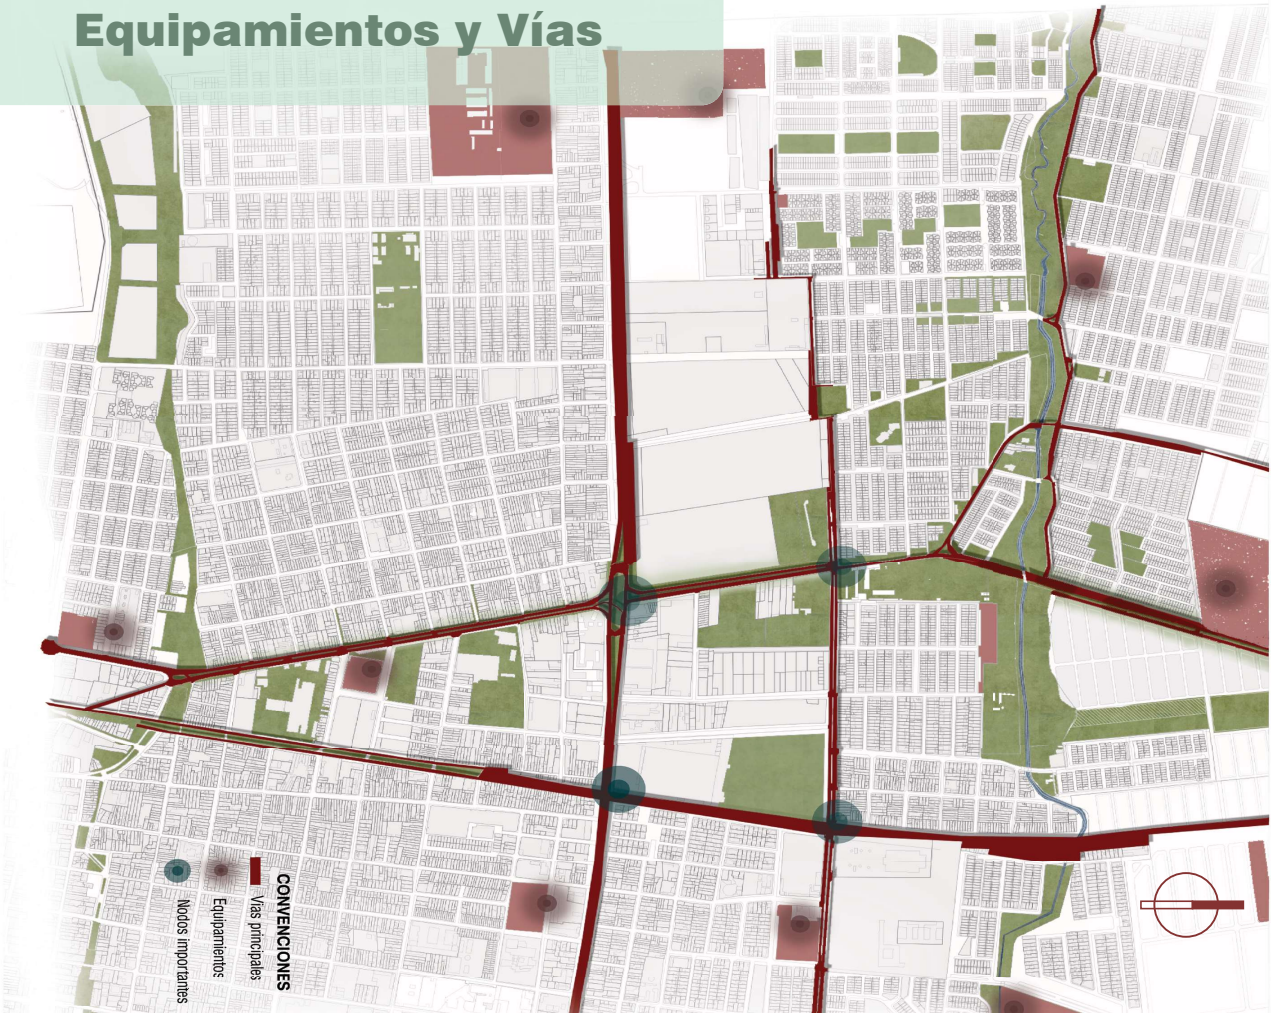 Equipamientos y Vías
CONVENCIONES
Vías principales
Equipamientos
Nodos importantes